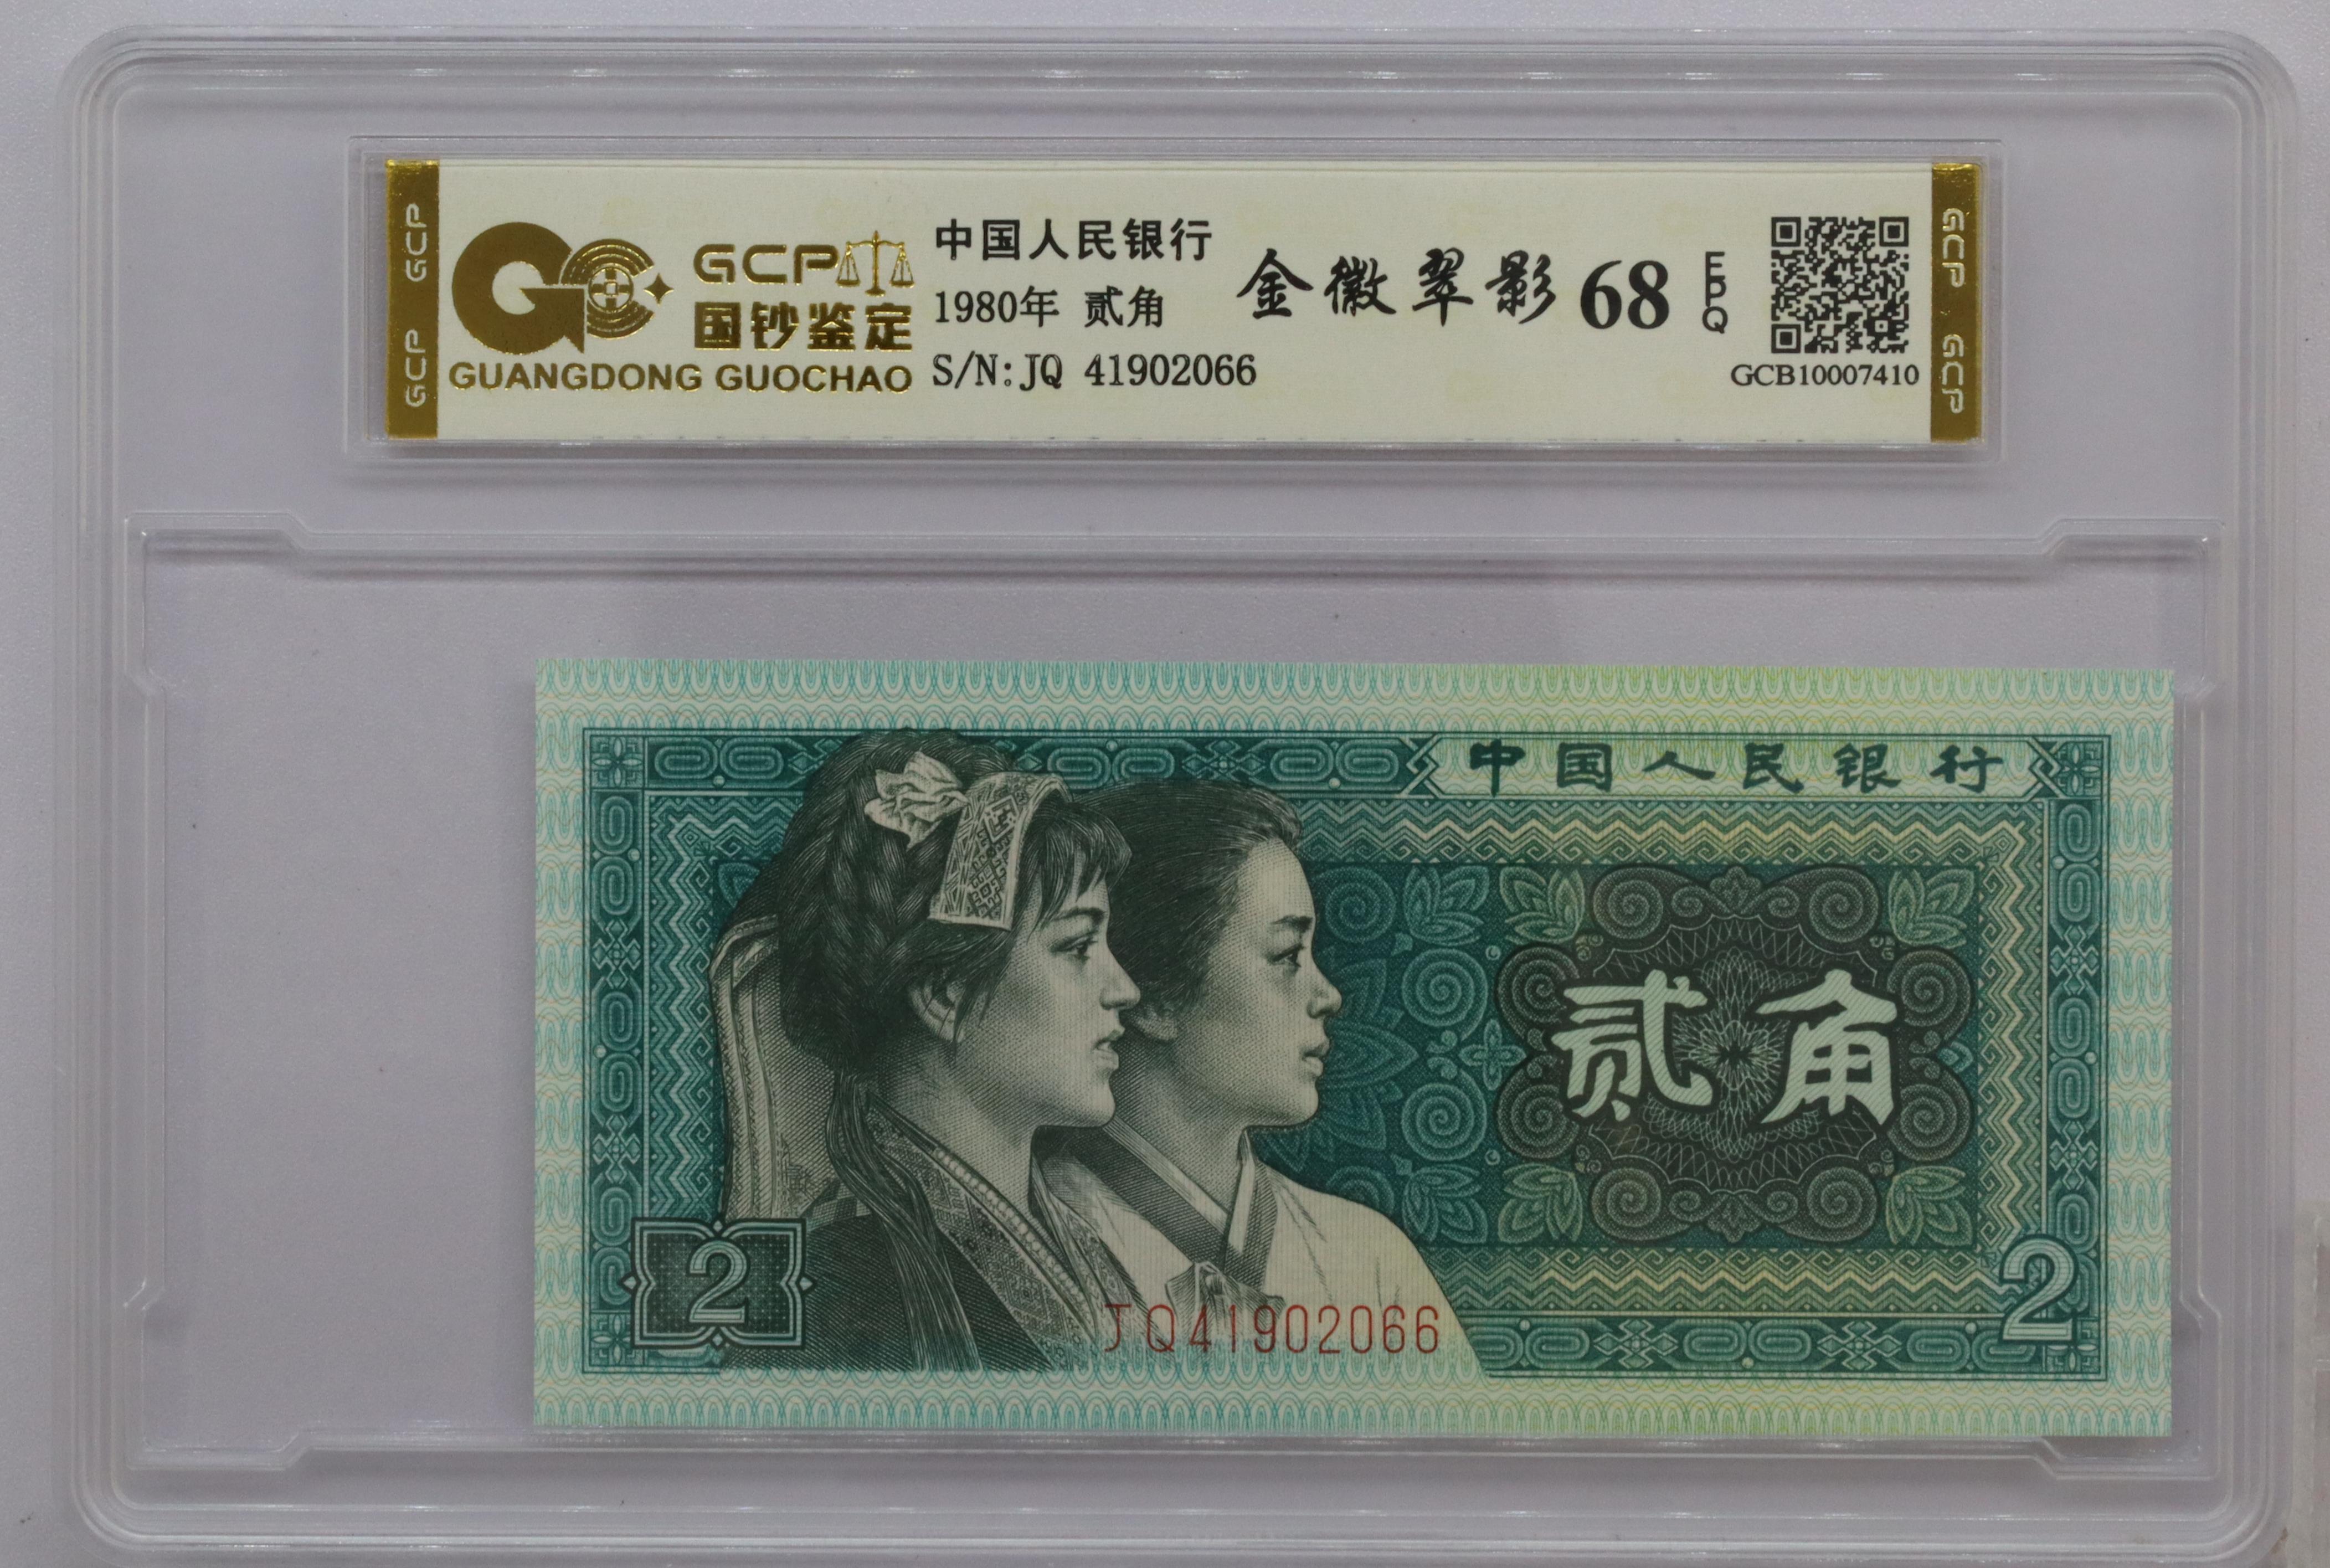 GCP GCP
GCP
国钞鉴定
GUANGDONG GUOCHAO
中国人民银行
1980年 贰角
S/N:JQ 41902066
金徽翠影 68 EPQ
GCB10007410
GCP GCP
中国人民银行
贰角
2
2
JQ41902066